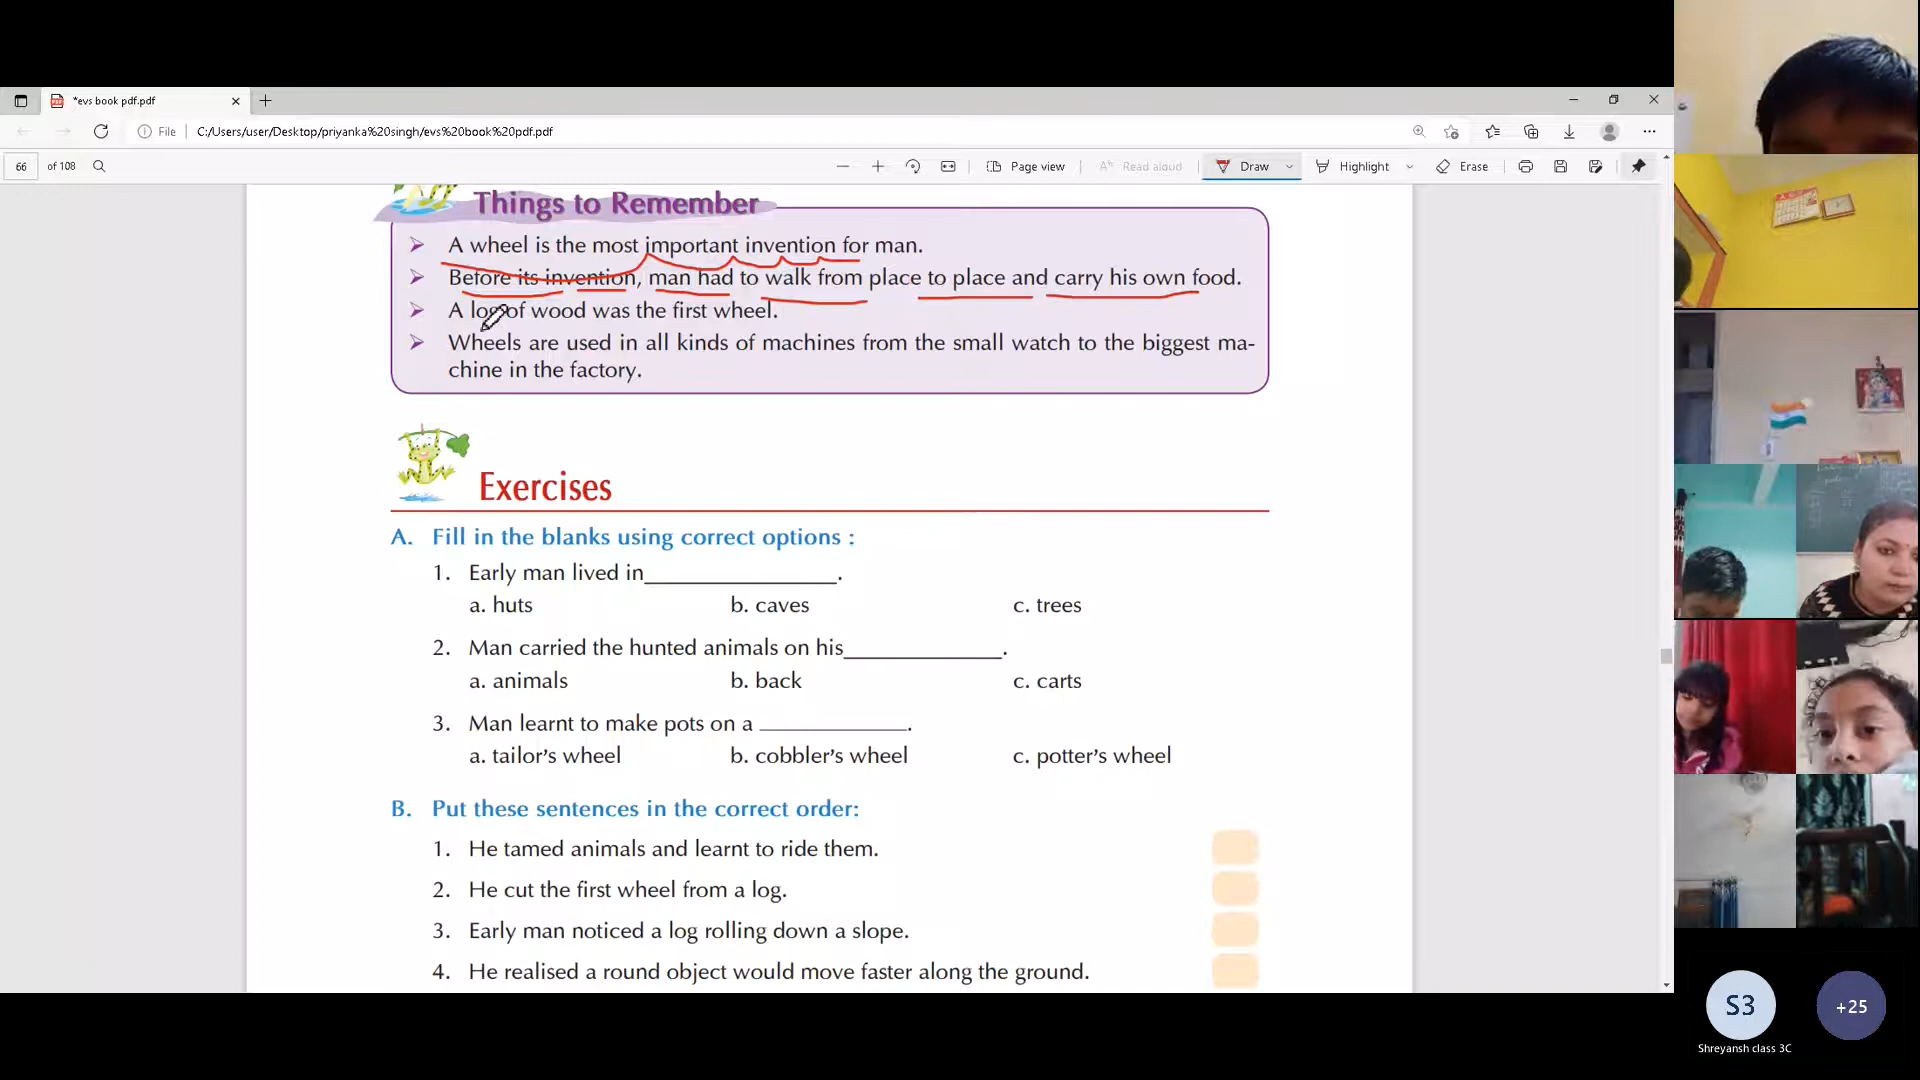 *evs book pdf.pdf
File C:/Users/user/Desktop/priyanka%20singh/evs%20book%20pdf.pdf
66 of 108 Page view Read aloud Draw Highlight Erase
Things to Remember
A wheel is the most important invention for man.
Before its invention, man had to walk from place to place and carry his own food.
A log of wood was the first wheel.
Wheels are used in all kinds of machines from the small watch to the biggest ma-
chine in the factory.
Exercises
A. Fill in the blanks using correct options :
1. Early man lived in________________.
a. huts b. caves c. trees
2. Man carried the hunted animals on his_____________.
a. animals b. back c. carts
3. Man learnt to make pots on a ____________.
a. tailor's wheel b. cobbler's wheel c. potter's wheel
B. Put these sentences in the correct order:
1. He tamed animals and learnt to ride them.
2. He cut the first wheel from a log.
3. Early man noticed a log rolling down a slope.
4. He realised a round object would move faster along the ground.
S3
+25
Shreyansh class 3C